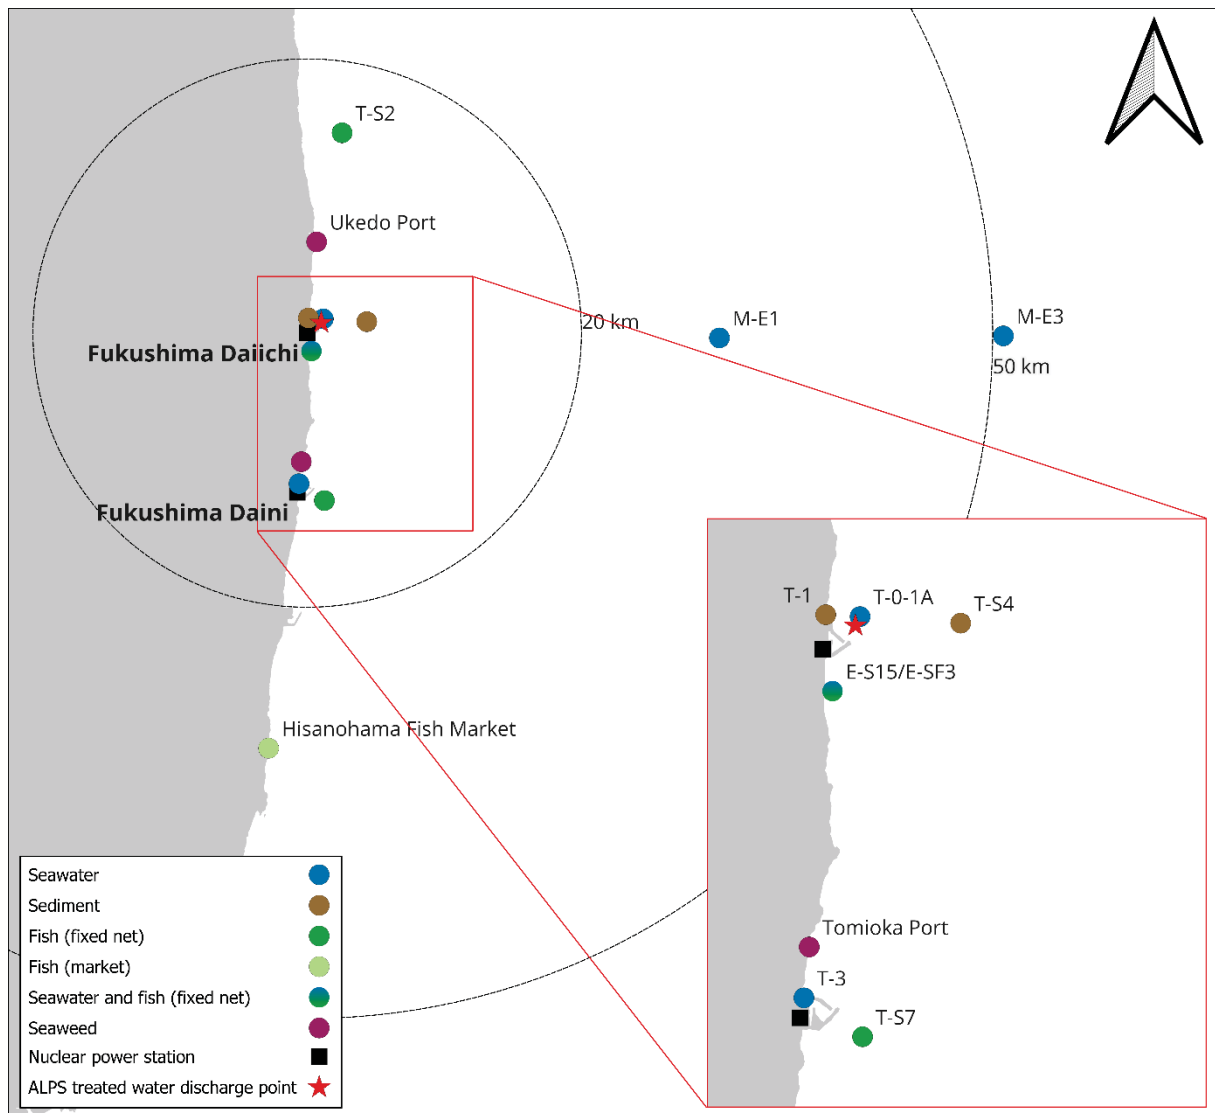 T-S2
Ukedo Port
20 km
M-E1
M-E3
Fukushima Daiichi
50 km
Fukushima Daini
T-1
T-0-1A
T-S4
E-S15/E-SF3
Hisanohama Fish Market
Tomioka Port
T-3
T-S7
Seawater
Sediment
Fish (fixed net)
Fish (market)
Seawater and fish (fixed net)
Seaweed
Nuclear power station
ALPS treated water discharge point